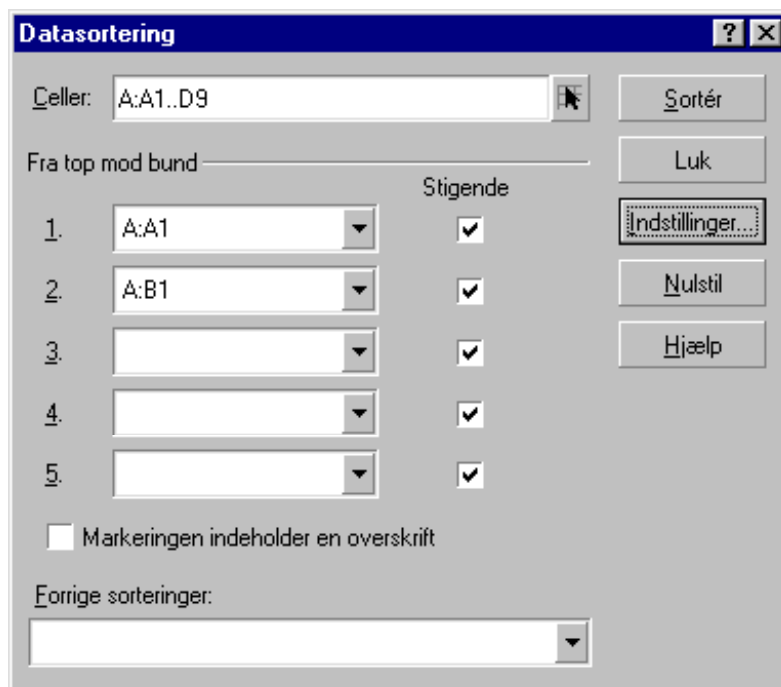 Datasortering
Celler: A:A1..D9
Sortér
Fra top mod bund
Luk
Stigende
1. A:A1
Indstillinger...
2. A:B1
Nulstil
3.
Hjælp
4.
5.
Markeringen indeholder en overskrift
Forrige sorteringer: